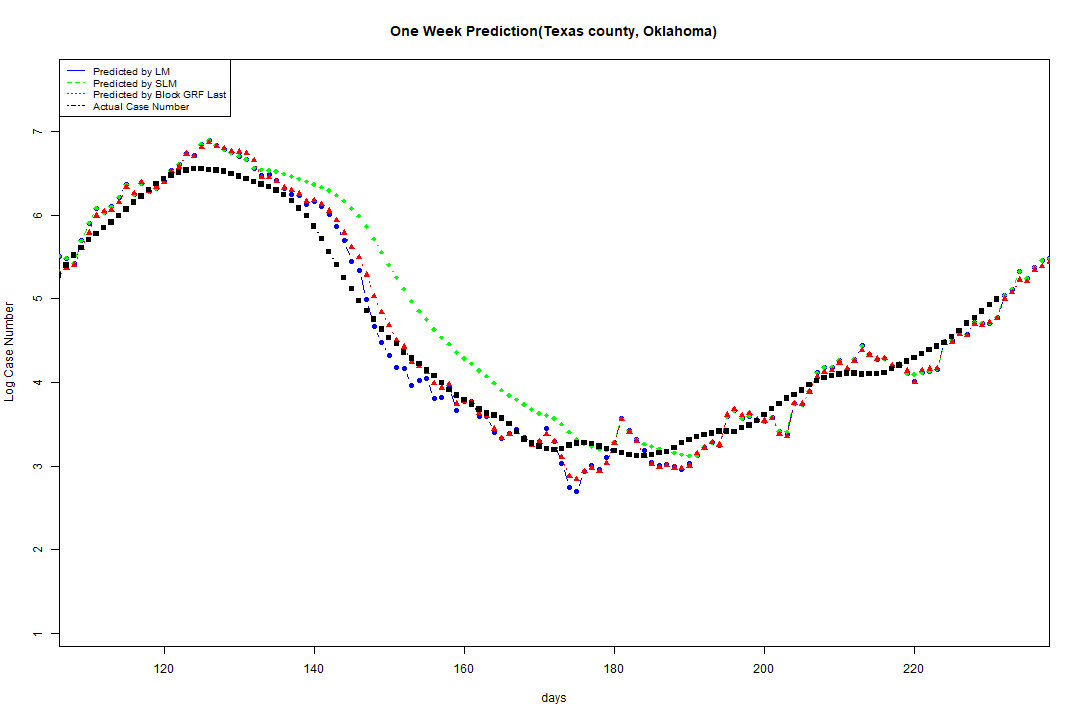 One Week Prediction(Texas county, Oklahoma)
Predicted by LM
Predicted by SLM
Predicted by Block GRF Last
Actual Case Number
7
6
5
4
3
2
1
Log Case Number
120 140 160 180 200 220
days